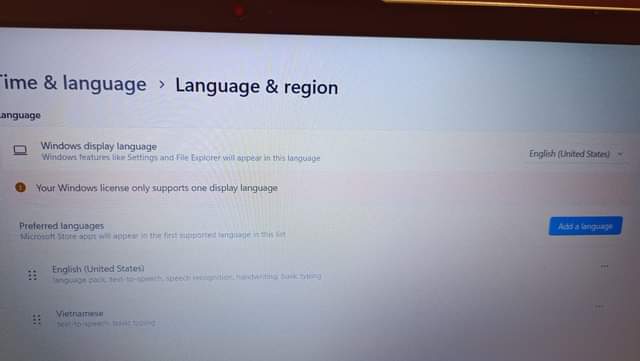 Time & language > Language & region
Language
Windows display language
Windows features like Settings and File Explorer will appear in this language
English (United States)
Your Windows license only supports one display language
Preferred languages
Microsoft Store apps will appear in the first supported language in this list
Add a language
English (United States)
language pack, text-to-speech, speech recognition, handwriting, basic typing
Vietnamese
text-to-speech, basic typing